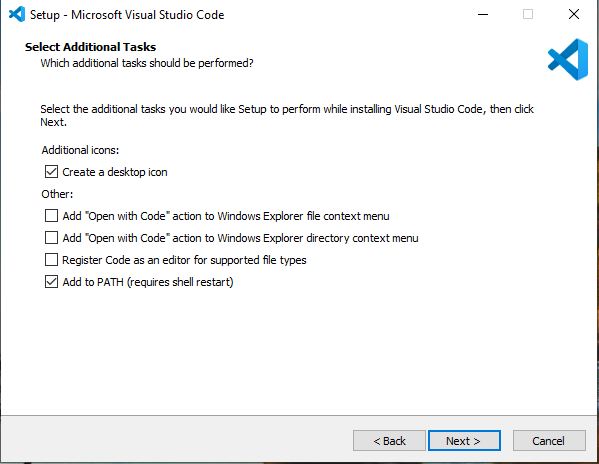 Setup - Microsoft Visual Studio Code
Select Additional Tasks
Which additional tasks should be performed?
Select the additional tasks you would like Setup to perform while installing Visual Studio Code, then click
Next.
Additional icons:
Create a desktop icon
Other:
Add "Open with Code" action to Windows Explorer file context menu
Add "Open with Code" action to Windows Explorer directory context menu
Register Code as an editor for supported file types
Add to PATH (requires shell restart)
< Back Next > Cancel